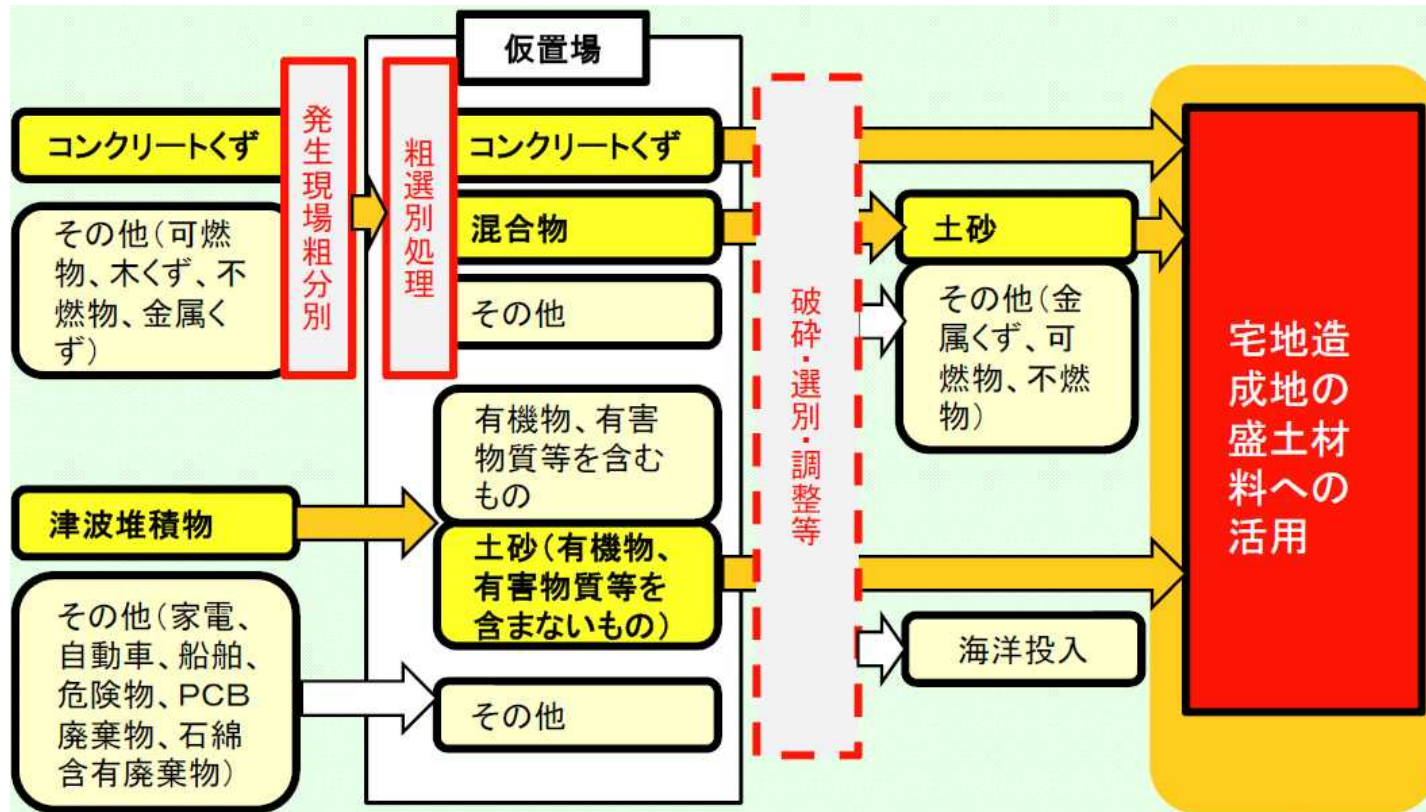 仮置場
コンクリートくず
その他(可燃
物、木くず、不
燃物、金属く
ず)
発生現場粗分別
粗選別処理
コンクリートくず
混合物
その他
有機物、有害
物質等を含む
もの
津波堆積物
土砂(有機物、
有害物質等を
含まないもの)
その他(家電、
自動車、船舶、
危険物、PCB
廃棄物、石綿
含有廃棄物)
その他
破砕・選別・調整等
土砂
その他(金
属くず、可
燃物、不燃
物)
海洋投入
宅地造
成地の
盛土材
料への
活用